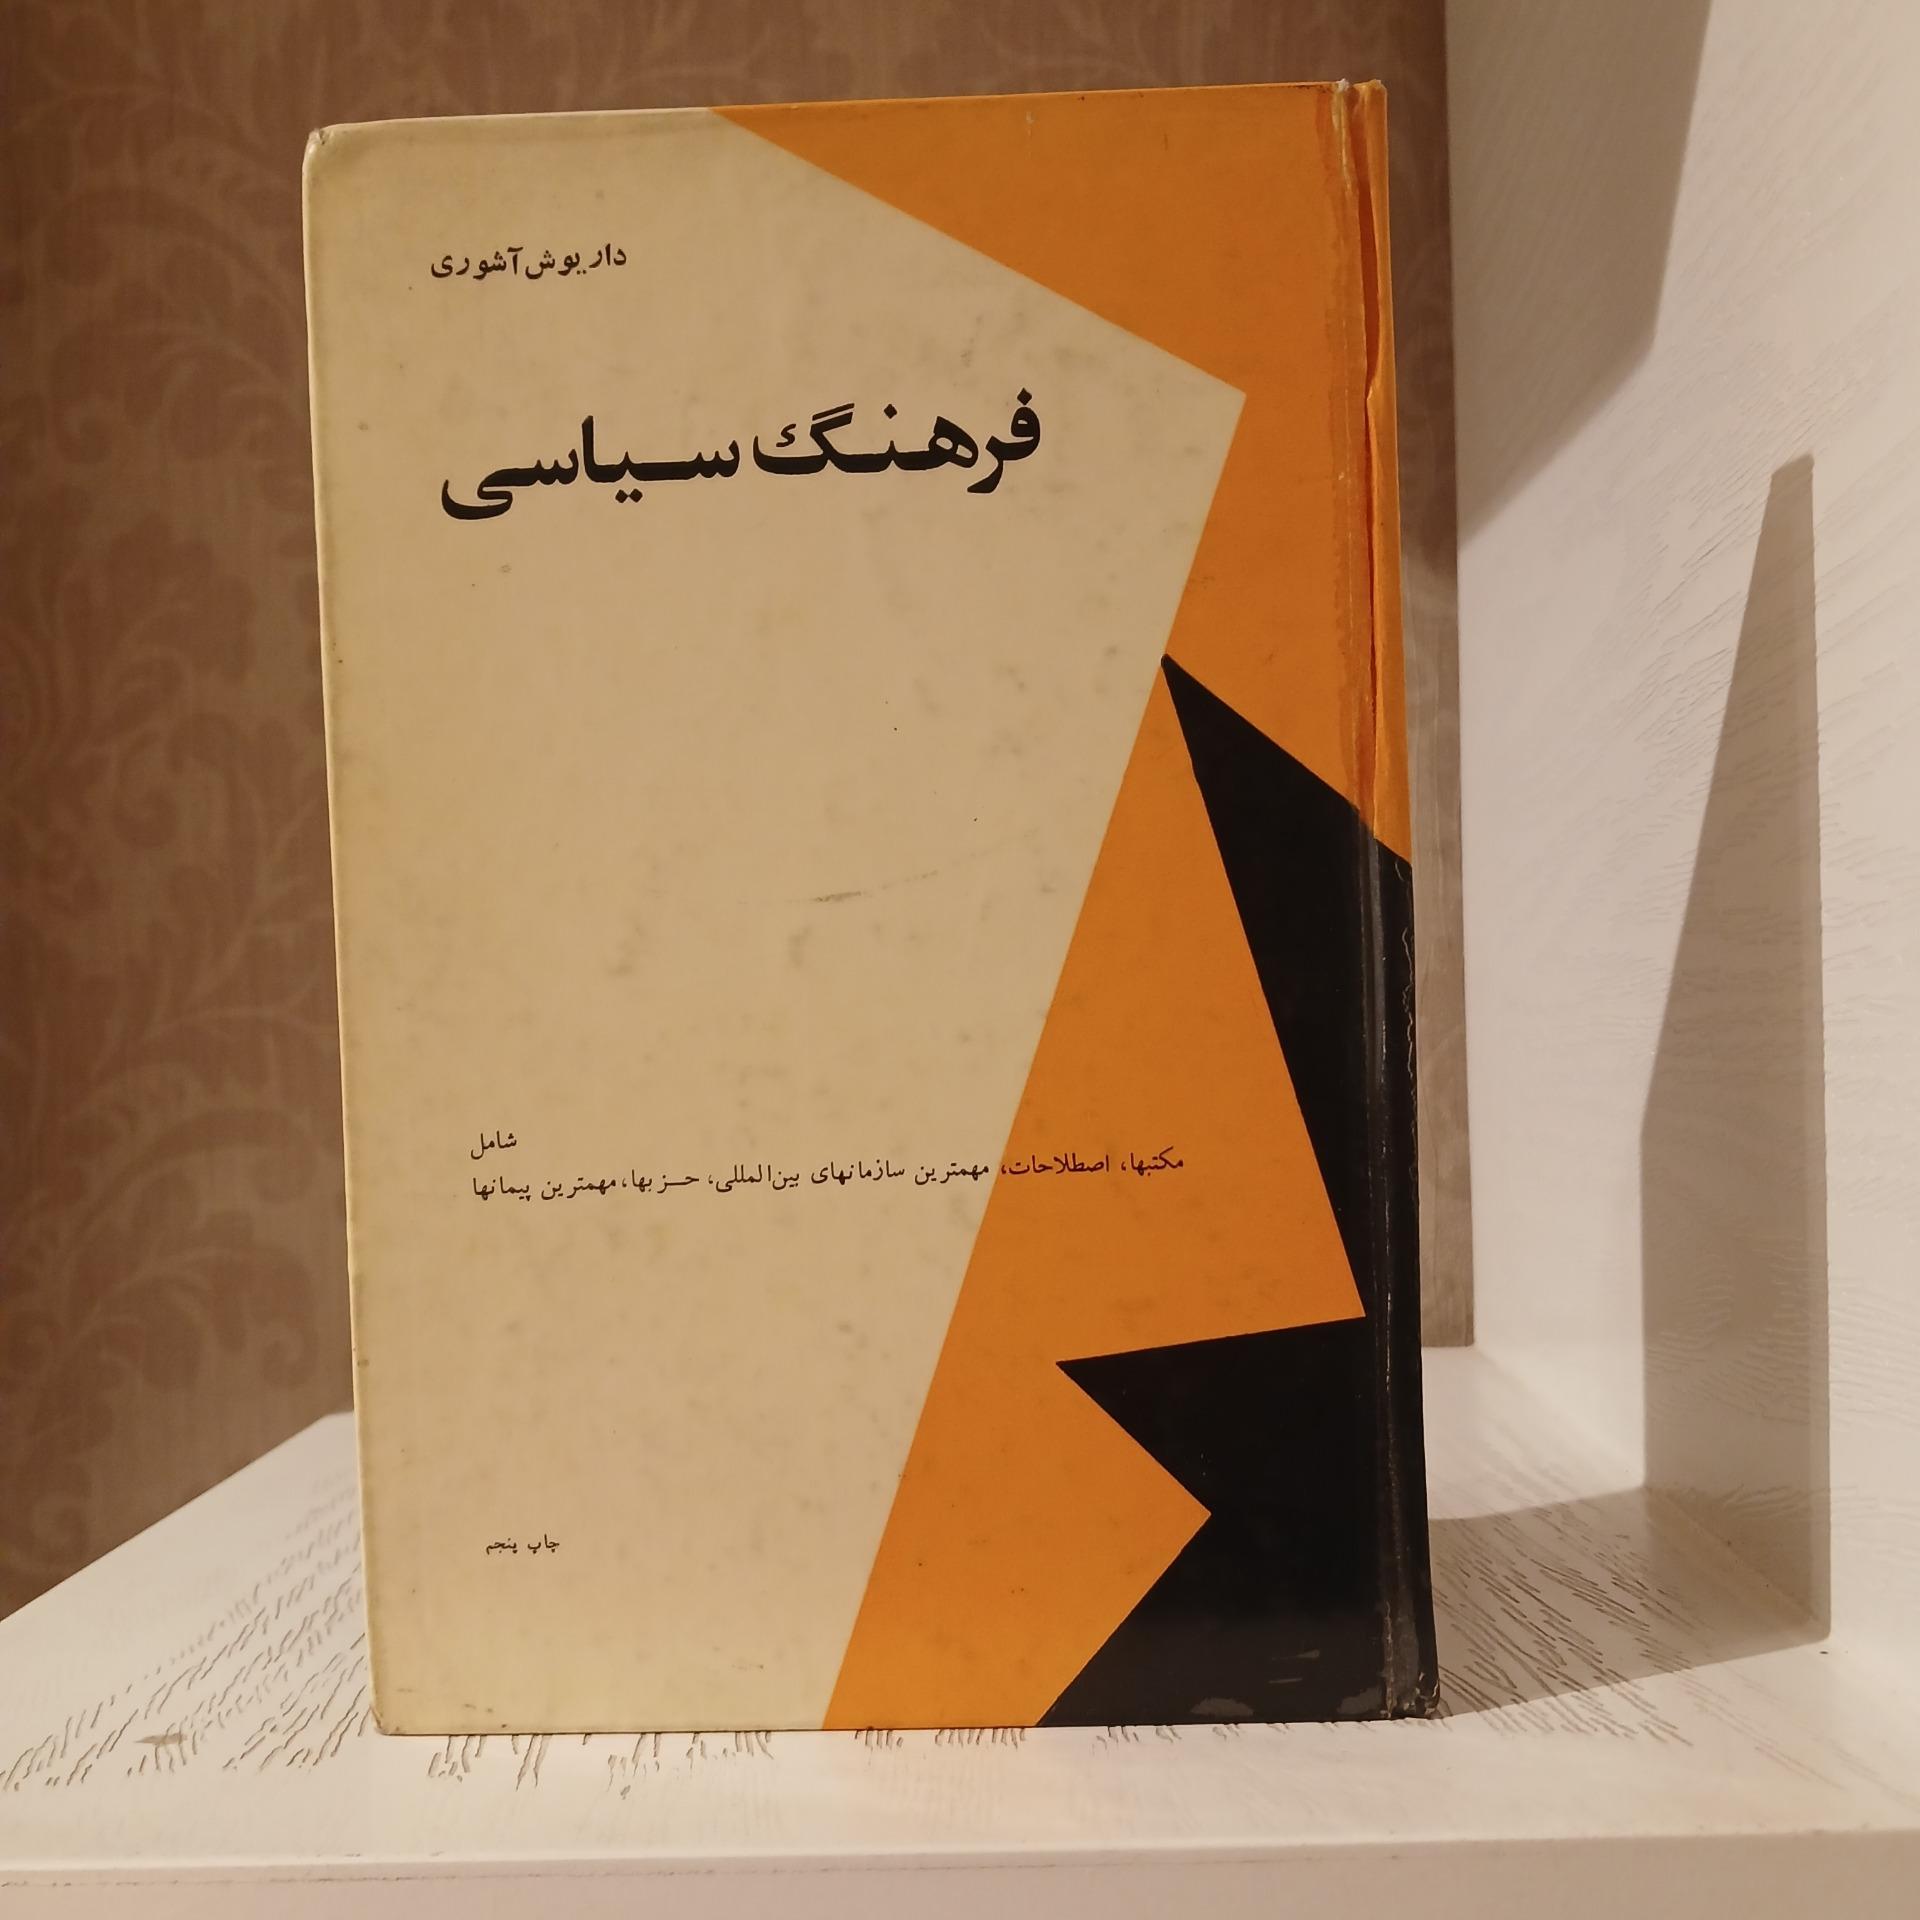 داریوش آشوری
فرهنگ سیاسی
شامل
مکتبها، اصطلاحات، مهمترین سازمانهای بین‌المللی، حزبها، مهمترین پیمانها
چاپ پنجم